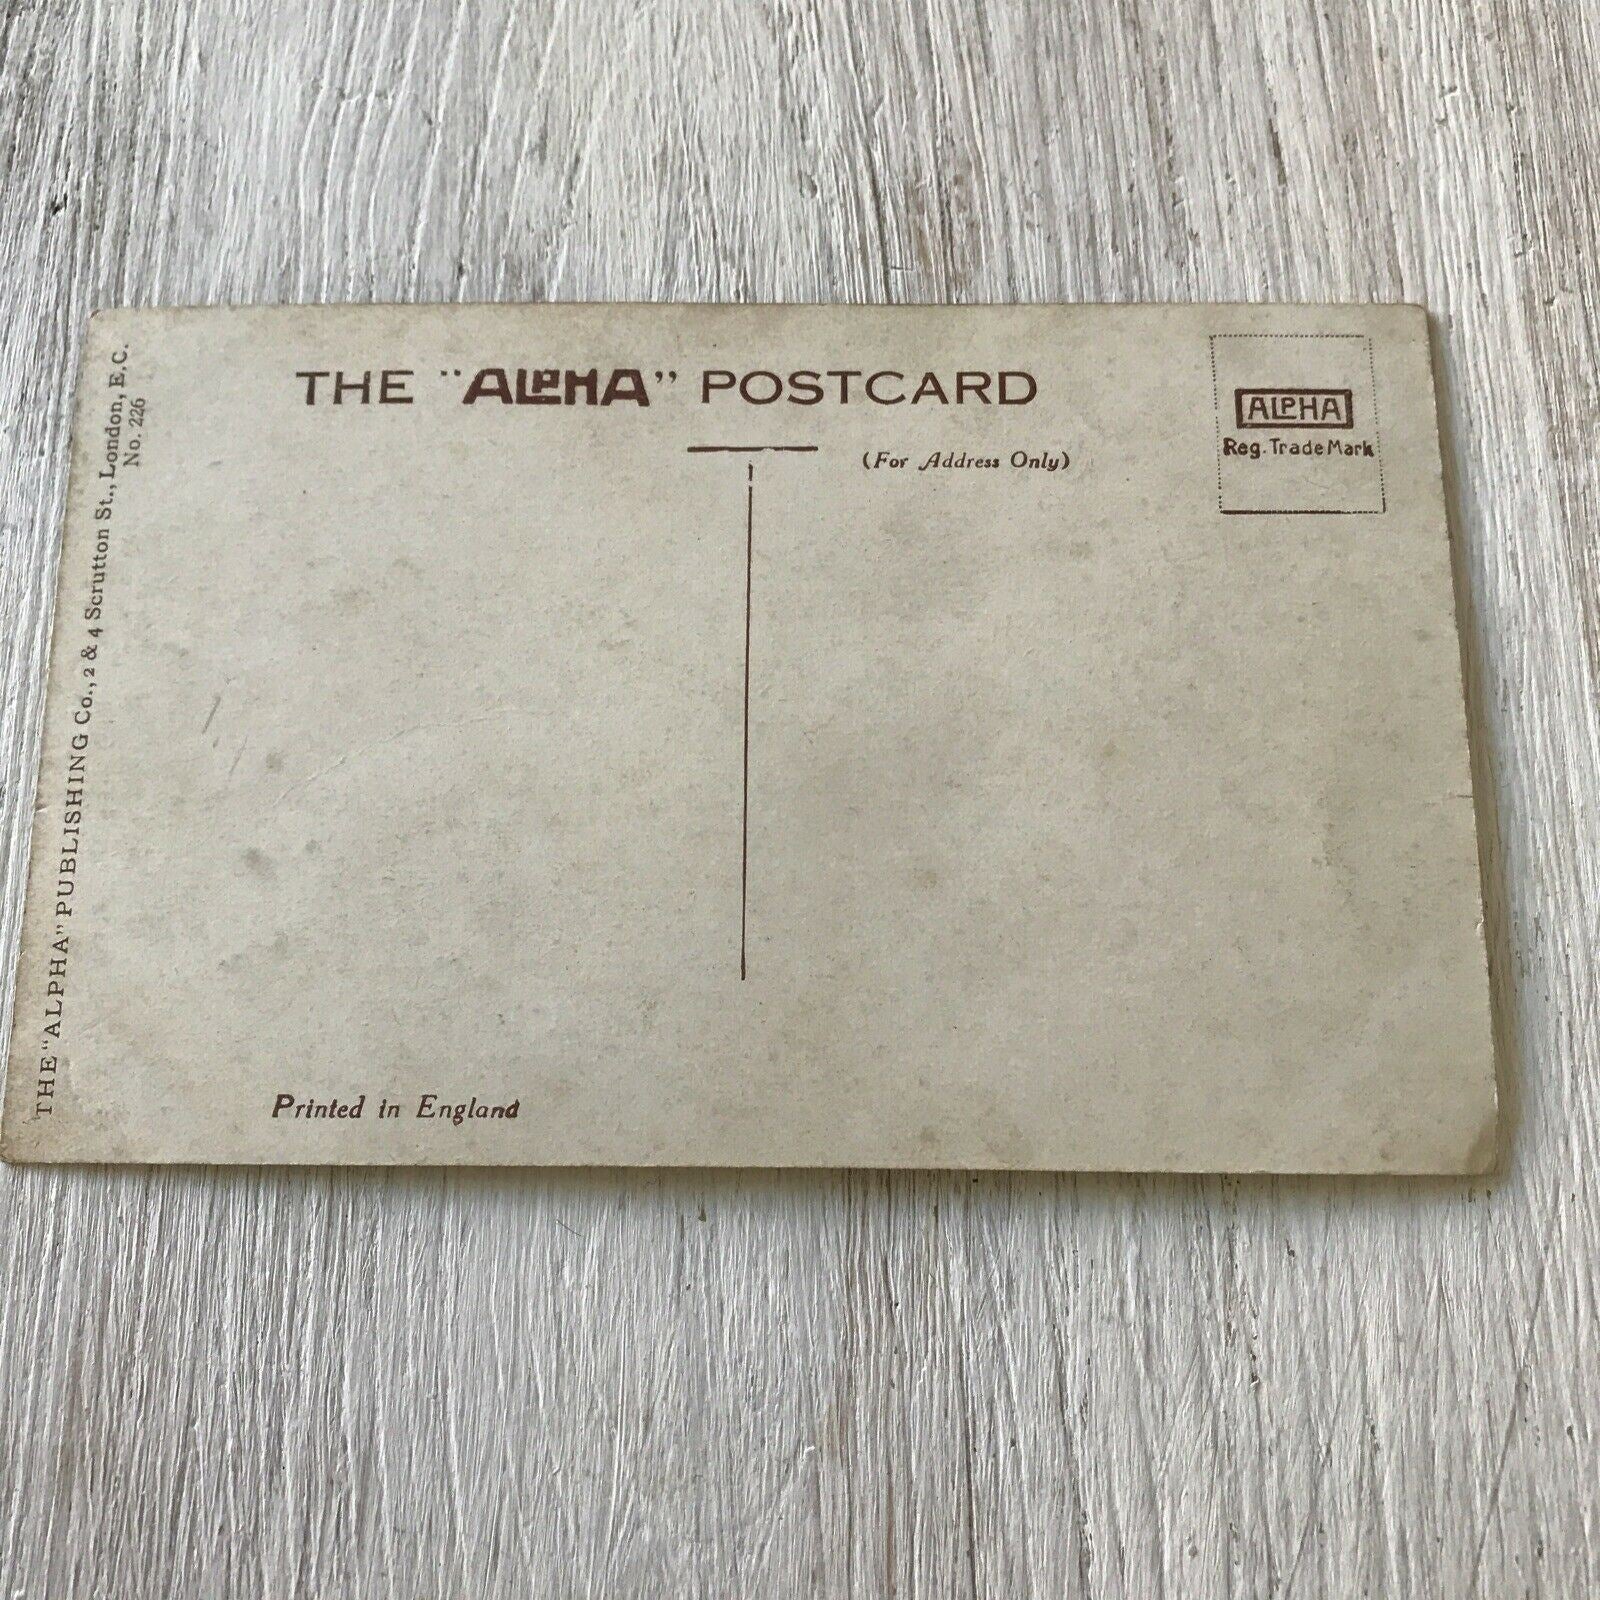 THE "ALPHA" POSTCARD
(For Address Only)
ALPHA
Reg. Trade Mark
THE "ALPHA" PUBLISHING Co., 2 & 4 Scrutton St., London, E.C.
No. 226
Printed in England